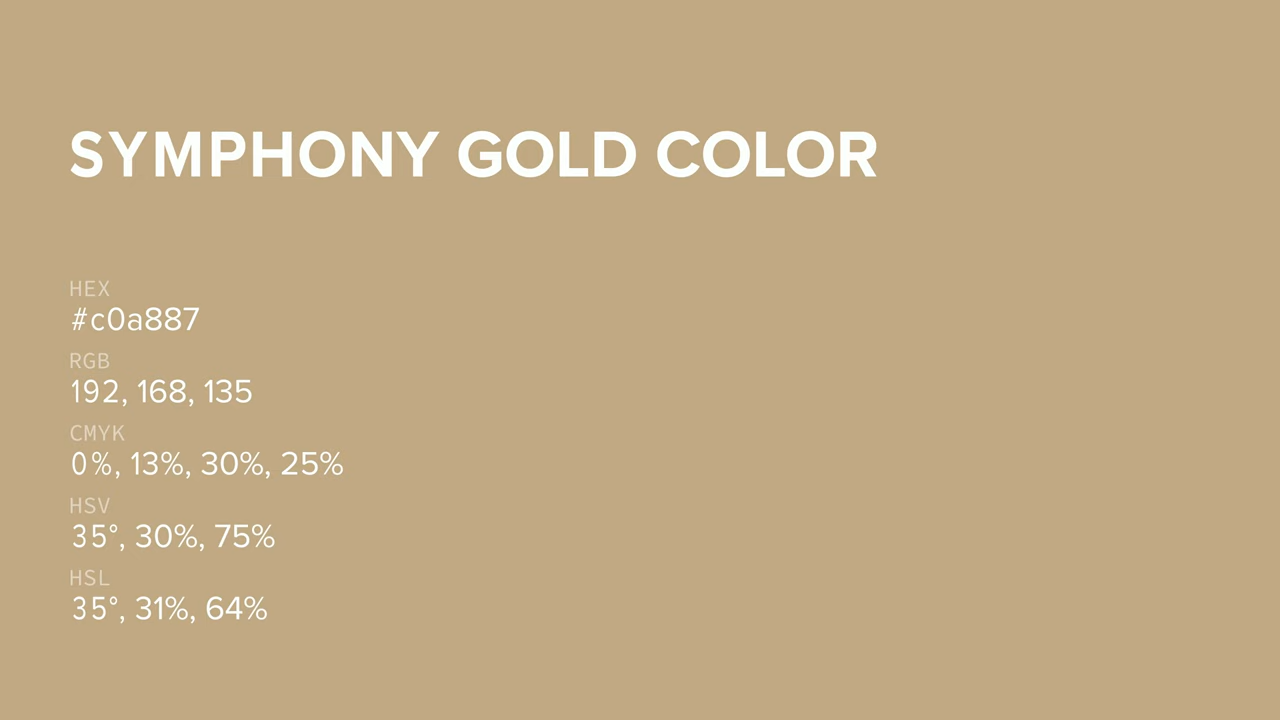 SYMPHONY GOLD COLOR
HEX
#c0a887
RGB
192, 168, 135
CMYK
0%, 13%, 30%, 25%
HSV
35°, 30%, 75%
HSL
35°, 31%, 64%